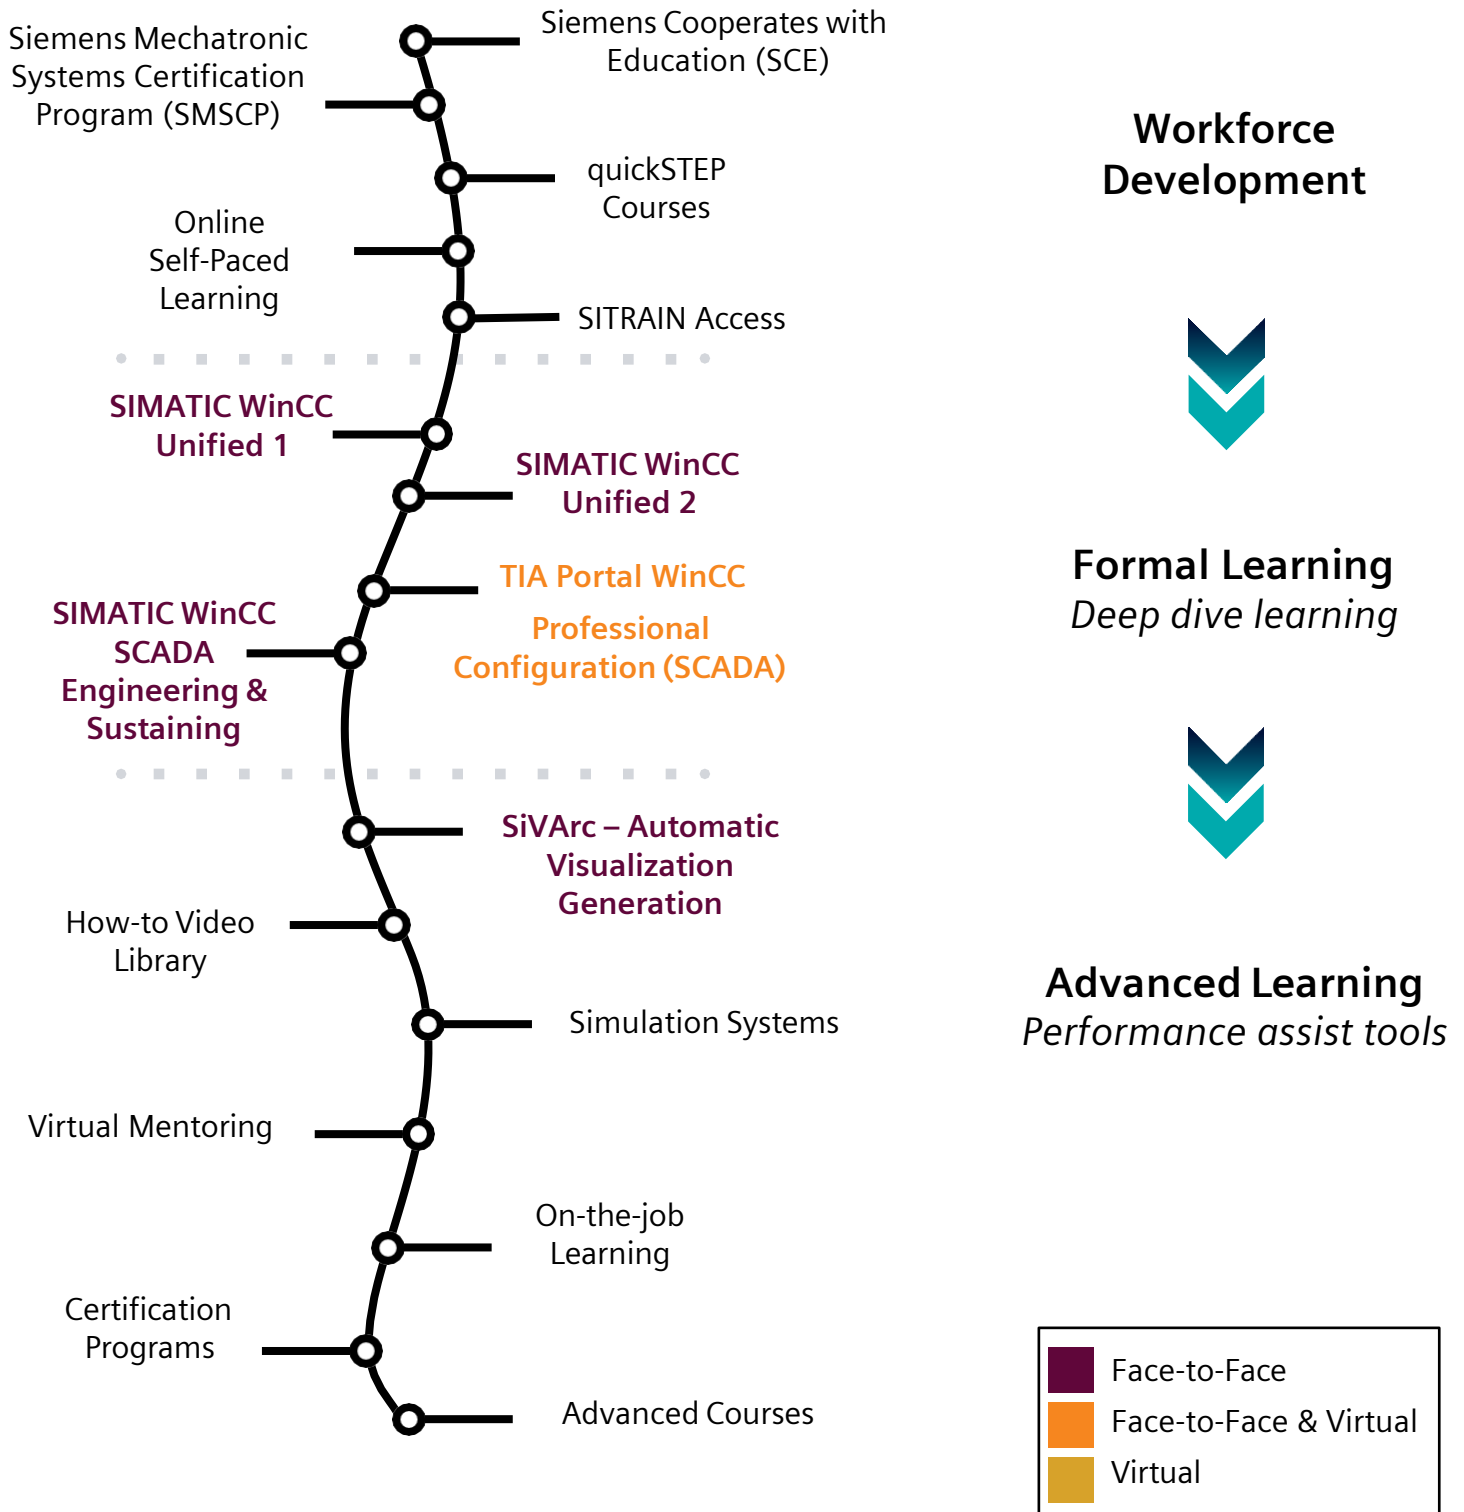 Siemens Cooperates with
Education (SCE)
Siemens Mechatronic
Systems Certification
Program (SMSCP)
quickSTEP
Courses
Online
Self-Paced
Learning
SITRAIN Access
SIMATIC WinCC
Unified 1
SIMATIC WinCC
Unified 2
TIA Portal WinCC
Professional
Configuration (SCADA)
SIMATIC WinCC
SCADA
Engineering &
Sustaining
SiVArc – Automatic
Visualization
Generation
How-to Video
Library
Simulation Systems
Virtual Mentoring
On-the-job
Learning
Certification
Programs
Advanced Courses
Workforce
Development
Formal Learning
Deep dive learning
Advanced Learning
Performance assist tools
Face-to-Face
Face-to-Face & Virtual
Virtual